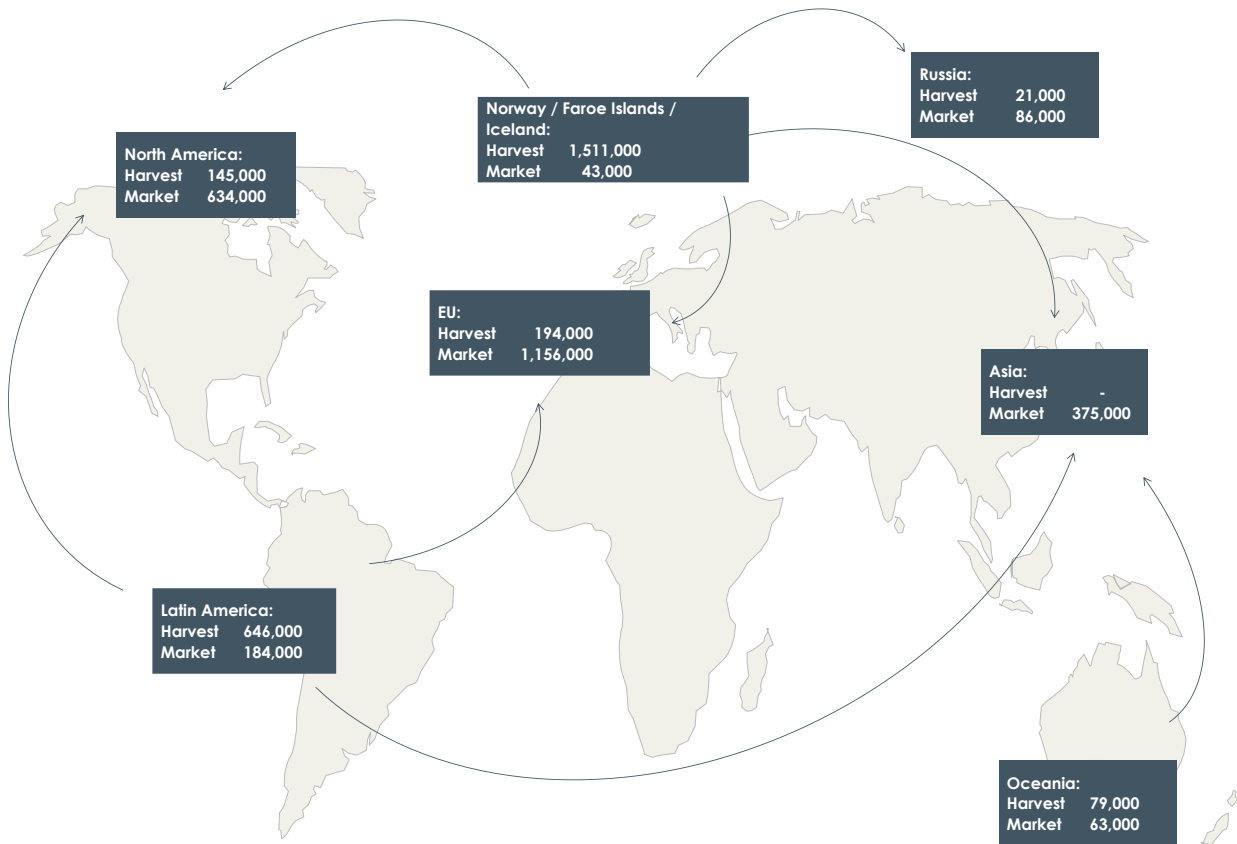 Russia:
Harvest 21,000
Market 86,000
Norway / Faroe Islands /
Iceland:
Harvest 1,511,000
Market 43,000
North America:
Harvest 145,000
Market 634,000
EU:
Harvest 194,000
Market 1,156,000
Asia:
Harvest -
Market 375,000
Latin America:
Harvest 646,000
Market 184,000
Oceania:
Harvest 79,000
Market 63,000